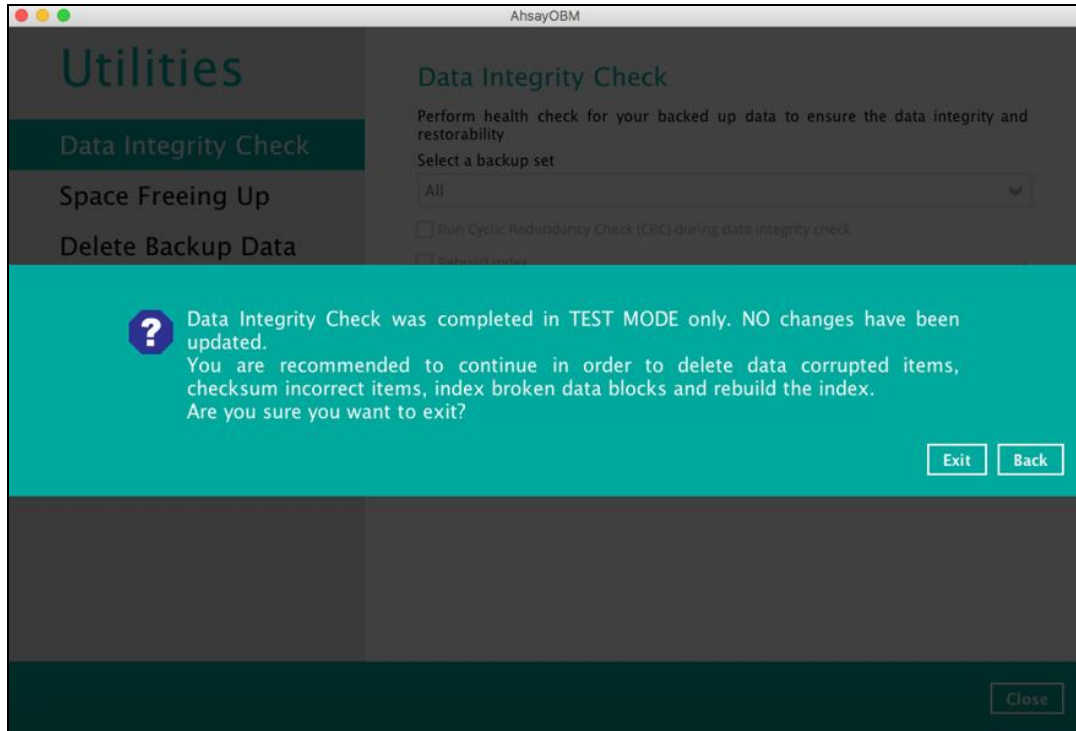 AhsayOBM
Utilities
Data Integrity Check
Space Freeing Up
Delete Backup Data
Data Integrity Check
Perform health check for your backed up data to ensure the data integrity and
restorability
Select a backup set
All
Run Cyclic Redundancy Check (CRC) during data integrity check
Rebuild index
Data Integrity Check was completed in TEST MODE only. NO changes have been
updated.
You are recommended to continue in order to delete data corrupted items,
checksum incorrect items, index broken data blocks and rebuild the index.
Are you sure you want to exit?
Exit
Back
Close